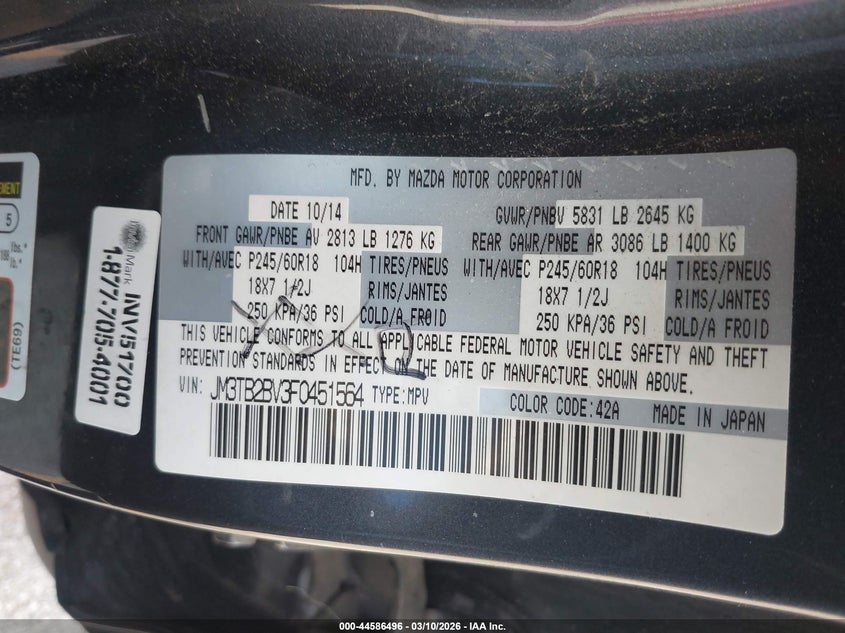 MFD. BY MAZDA MOTOR CORPORATION
DATE 10/14
GVWR/PNBV 5831 LB 2645 KG
FRONT GAWR/PNBE AV 2813 LB 1276 KG
REAR GAWR/PNBE AR 3086 LB 1400 KG
WITH/AVEC P245/60R18 104H TIRES/PNEUS
WITH/AVEC P245/60R18 104H TIRES/PNEUS
18X7 1/2J RIMS/JANTES
18X7 1/2J RIMS/JANTES
250 KPA/36 PSI COLD/A FROID
250 KPA/36 PSI COLD/A FROID
THIS VEHICLE CONFORMS TO ALL APPLICABLE FEDERAL MOTOR VEHICLE SAFETY AND THEFT
PREVENTION STANDARDS IN EFFECT ON THE DATE OF MANUFACTURE SHOWN ABOVE.
VIN: JM3TB2BV3F0451564 TYPE:MPV
COLOR CODE:42A MADE IN JAPAN
INV51700
1-877-705-4001
(TE69)
5
lbs.*
lb.*
000-44586496 - 03/10/2026 - IAA Inc.